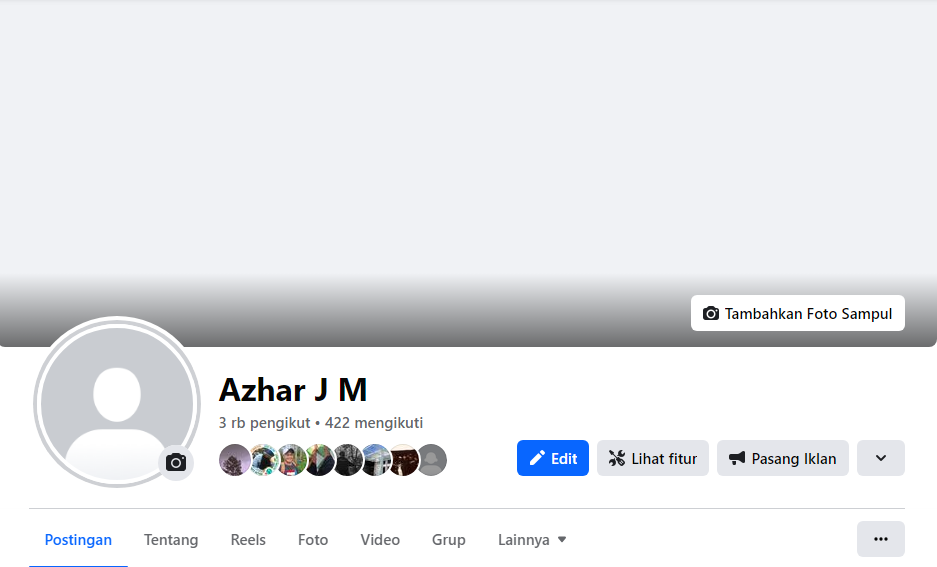 Tambahkan Foto Sampul
Azhar J M
3 rb pengikut • 422 mengikuti
Edit
Lihat fitur
Pasang Iklan
Postingan
Tentang
Reels
Foto
Video
Grup
Lainnya